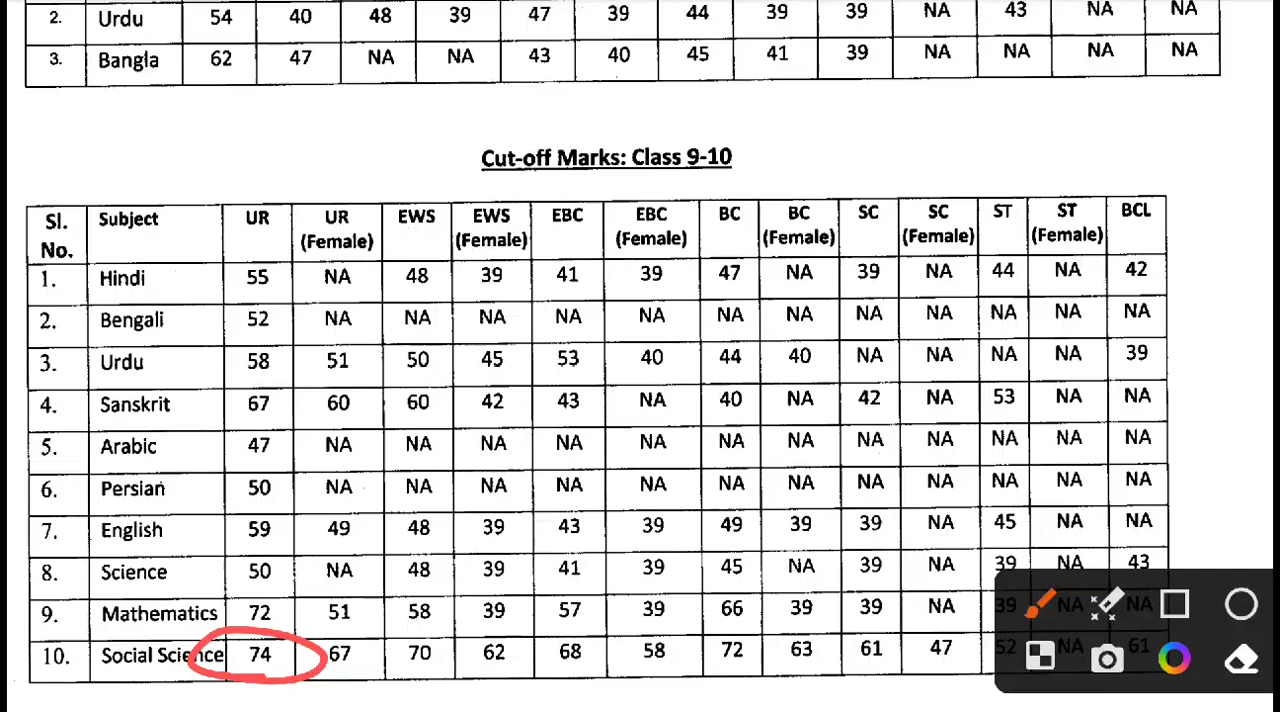 2. Urdu 54 40 48 39 47 39 44 39 39 NA 43 NA NA
3. Bangla 62 47 NA NA 43 40 45 41 39 NA NA NA NA
Cut-off Marks: Class 9-10
Sl. No. Subject UR UR (Female) EWS EWS (Female) EBC EBC (Female) BC BC (Female) SC SC (Female) ST ST (Female) BCL
1. Hindi 55 NA 48 39 41 39 47 NA 39 NA 44 NA 42
2. Bengali 52 NA NA NA NA NA NA NA NA NA NA NA NA
3. Urdu 58 51 50 45 53 40 44 40 NA NA NA NA 39
4. Sanskrit 67 60 60 42 43 NA 40 NA 42 NA 53 NA NA
5. Arabic 47 NA NA NA NA NA NA NA NA NA NA NA NA
6. Persian 50 NA NA NA NA NA NA NA NA NA NA NA NA
7. English 59 49 48 39 43 39 49 39 39 NA 45 NA NA
8. Science 50 NA 48 39 41 39 45 NA 39 NA 39 NA 43
9. Mathematics 72 51 58 39 57 39 66 39 39 NA 39 NA NA
10. Social Science 74 67 70 62 68 58 72 63 61 47 52 NA 61